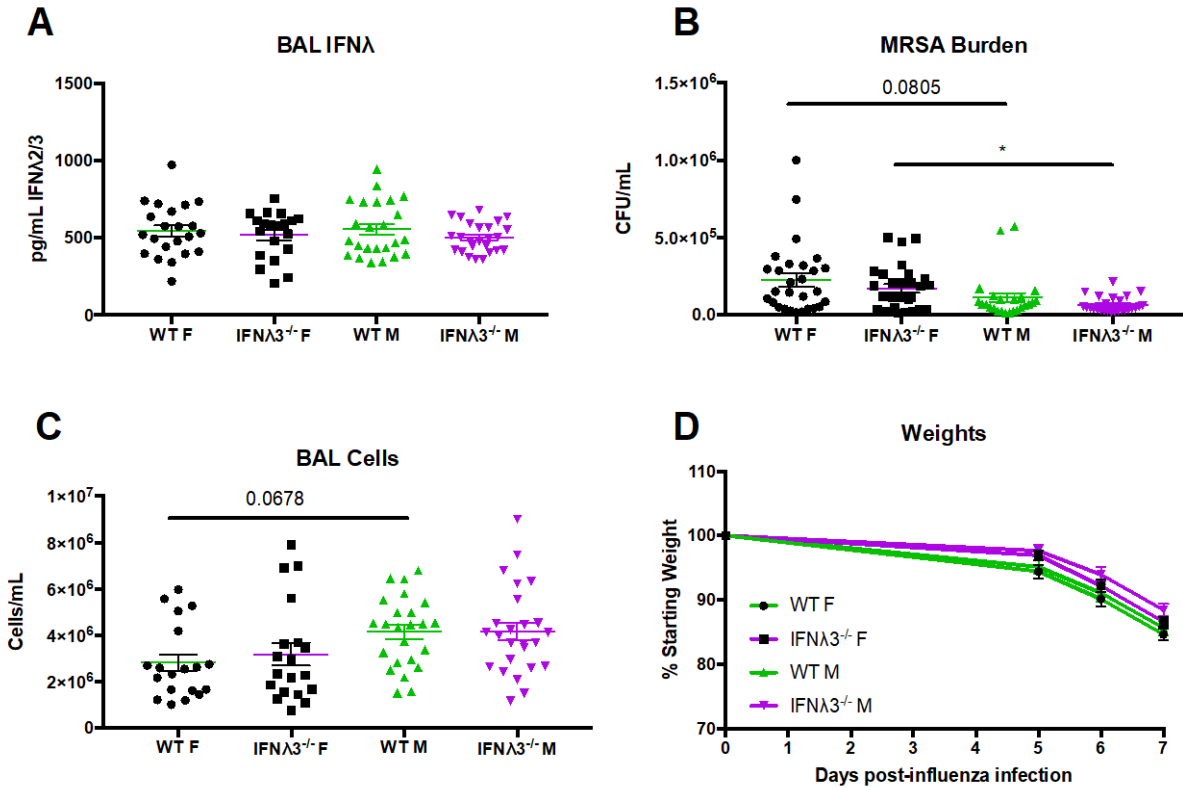 A
BAL IFNλ
pg/mL IFNλ2/3
1500
1000
500
0
WT F
IFNλ3⁻/⁻ F
WT M
IFNλ3⁻/⁻ M
B
MRSA Burden
CFU/mL
1.5×10⁶
1.0×10⁶
5.0×10⁵
0.0
0.0805
*
WT F
IFNλ3⁻/⁻ F
WT M
IFNλ3⁻/⁻ M
C
BAL Cells
Cells/mL
1×10⁷
8×10⁶
6×10⁶
4×10⁶
2×10⁶
0
0.0678
WT F
IFNλ3⁻/⁻ F
WT M
IFNλ3⁻/⁻ M
D
Weights
% Starting Weight
110
100
90
80
70
WT F
IFNλ3⁻/⁻ F
WT M
IFNλ3⁻/⁻ M
0 1 2 3 4 5 6 7
Days post-influenza infection